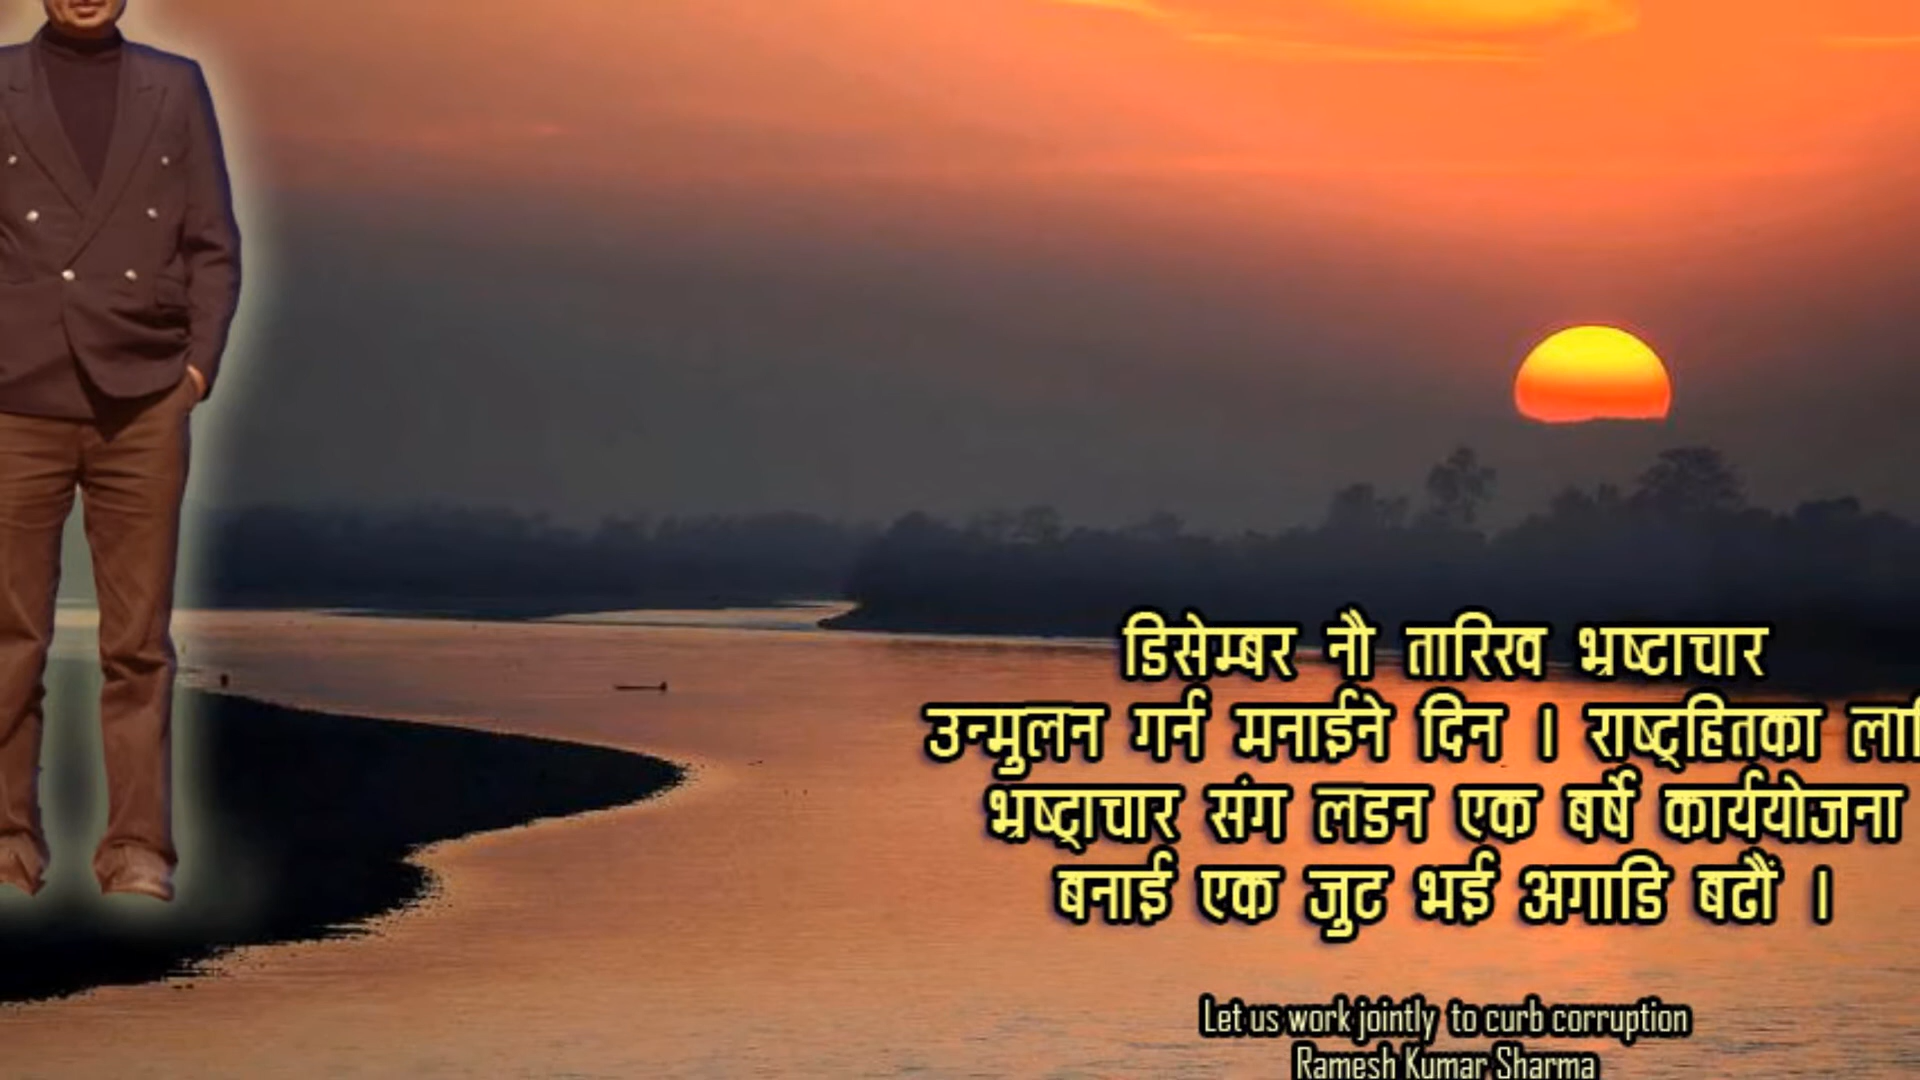 डिसेम्बर नौ तारिख भ्रष्टाचार
उन्मुलन गर्न मनाईने दिन । राष्ट्रहितका
भ्रष्ट्राचार संग लडन एक बर्षे कार्ययोजना
बनाई एक जुट भई अगाडि बढौं ।
Let us work jointly to curb corruption
Ramesh Kumar Sharma